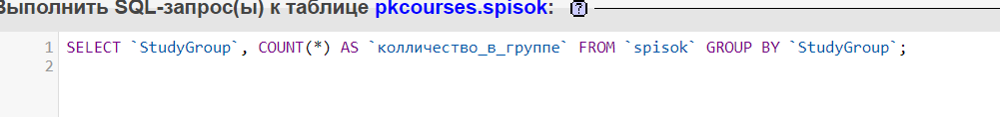 Выполнить SQL-запрос(ы) к таблице pkcourses.spisok:
1 SELECT `StudyGroup`, COUNT(*) AS `колличество_в_группе` FROM `spisok` GROUP BY `StudyGroup`;
2